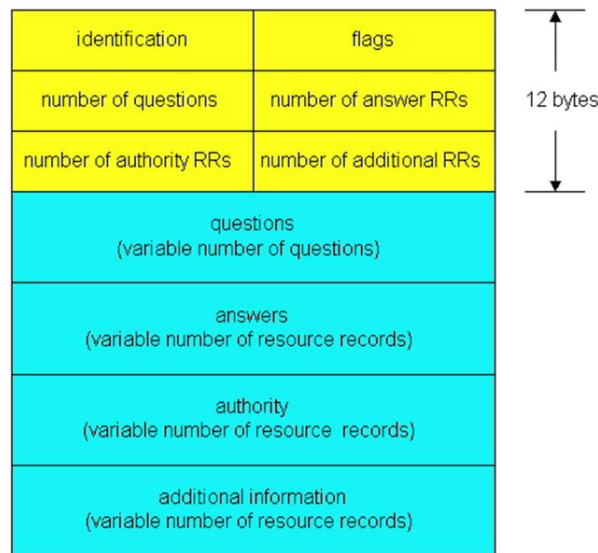 identification
flags
number of questions
number of answer RRs
12 bytes
number of authority RRs
number of additional RRs
questions
(variable number of questions)
answers
(variable number of resource records)
authority
(variable number of resource records)
additional information
(variable number of resource records)